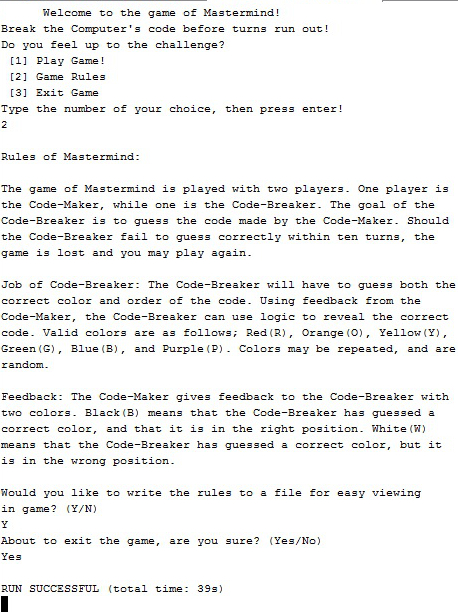 Welcome to the game of Mastermind!
Break the Computer's code before turns run out!
Do you feel up to the challenge?
[1] Play Game!
[2] Game Rules
[3] Exit Game
Type the number of your choice, then press enter!
2
Rules of Mastermind:
The game of Mastermind is played with two players. One player is
the Code-Maker, while one is the Code-Breaker. The goal of the
Code-Breaker is to guess the code made by the Code-Maker. Should
the Code-Breaker fail to guess correctly within ten turns, the
game is lost and you may play again.
Job of Code-Breaker: The Code-Breaker will have to guess both the
correct color and order of the code. Using feedback from the
Code-Maker, the Code-Breaker can use logic to reveal the correct
code. Valid colors are as follows; Red(R), Orange(O), Yellow(Y),
Green(G), Blue(B), and Purple(P). Colors may be repeated, and are
random.
Feedback: The Code-Maker gives feedback to the Code-Breaker with
two colors. Black(B) means that the Code-Breaker has guessed a
correct color, and that it is in the right position. White(W)
means that the Code-Breaker has guessed a correct color, but it
is in the wrong position.
Would you like to write the rules to a file for easy viewing
in game? (Y/N)
Y
About to exit the game, are you sure? (Yes/No)
Yes
RUN SUCCESSFUL (total time: 39s)